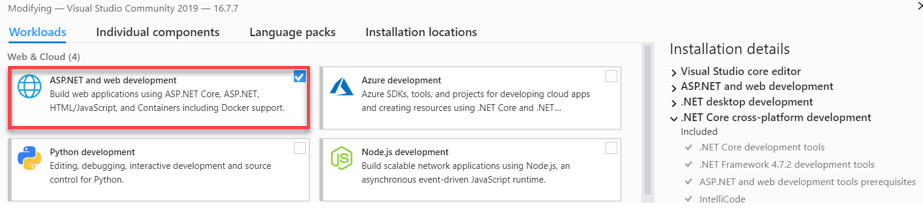 Modifying — Visual Studio Community 2019 — 16.7.7
Workloads
Individual components
Language packs
Installation locations
Web & Cloud (4)
ASP.NET and web development
Build web applications using ASP.NET Core, ASP.NET,
HTML/JavaScript, and Containers including Docker support.
Azure development
Azure SDKs, tools, and projects for developing cloud apps
and creating resources using .NET Core and .NET...
Python development
Editing, debugging, interactive development and source
control for Python.
Node.js development
Build scalable network applications using Node.js, an
asynchronous event-driven JavaScript runtime.
Installation details
Visual Studio core editor
ASP.NET and web development
.NET desktop development
.NET Core cross-platform development
Included
.NET Core development tools
.NET Framework 4.7.2 development tools
ASP.NET and web development tools prerequisites
IntelliCode